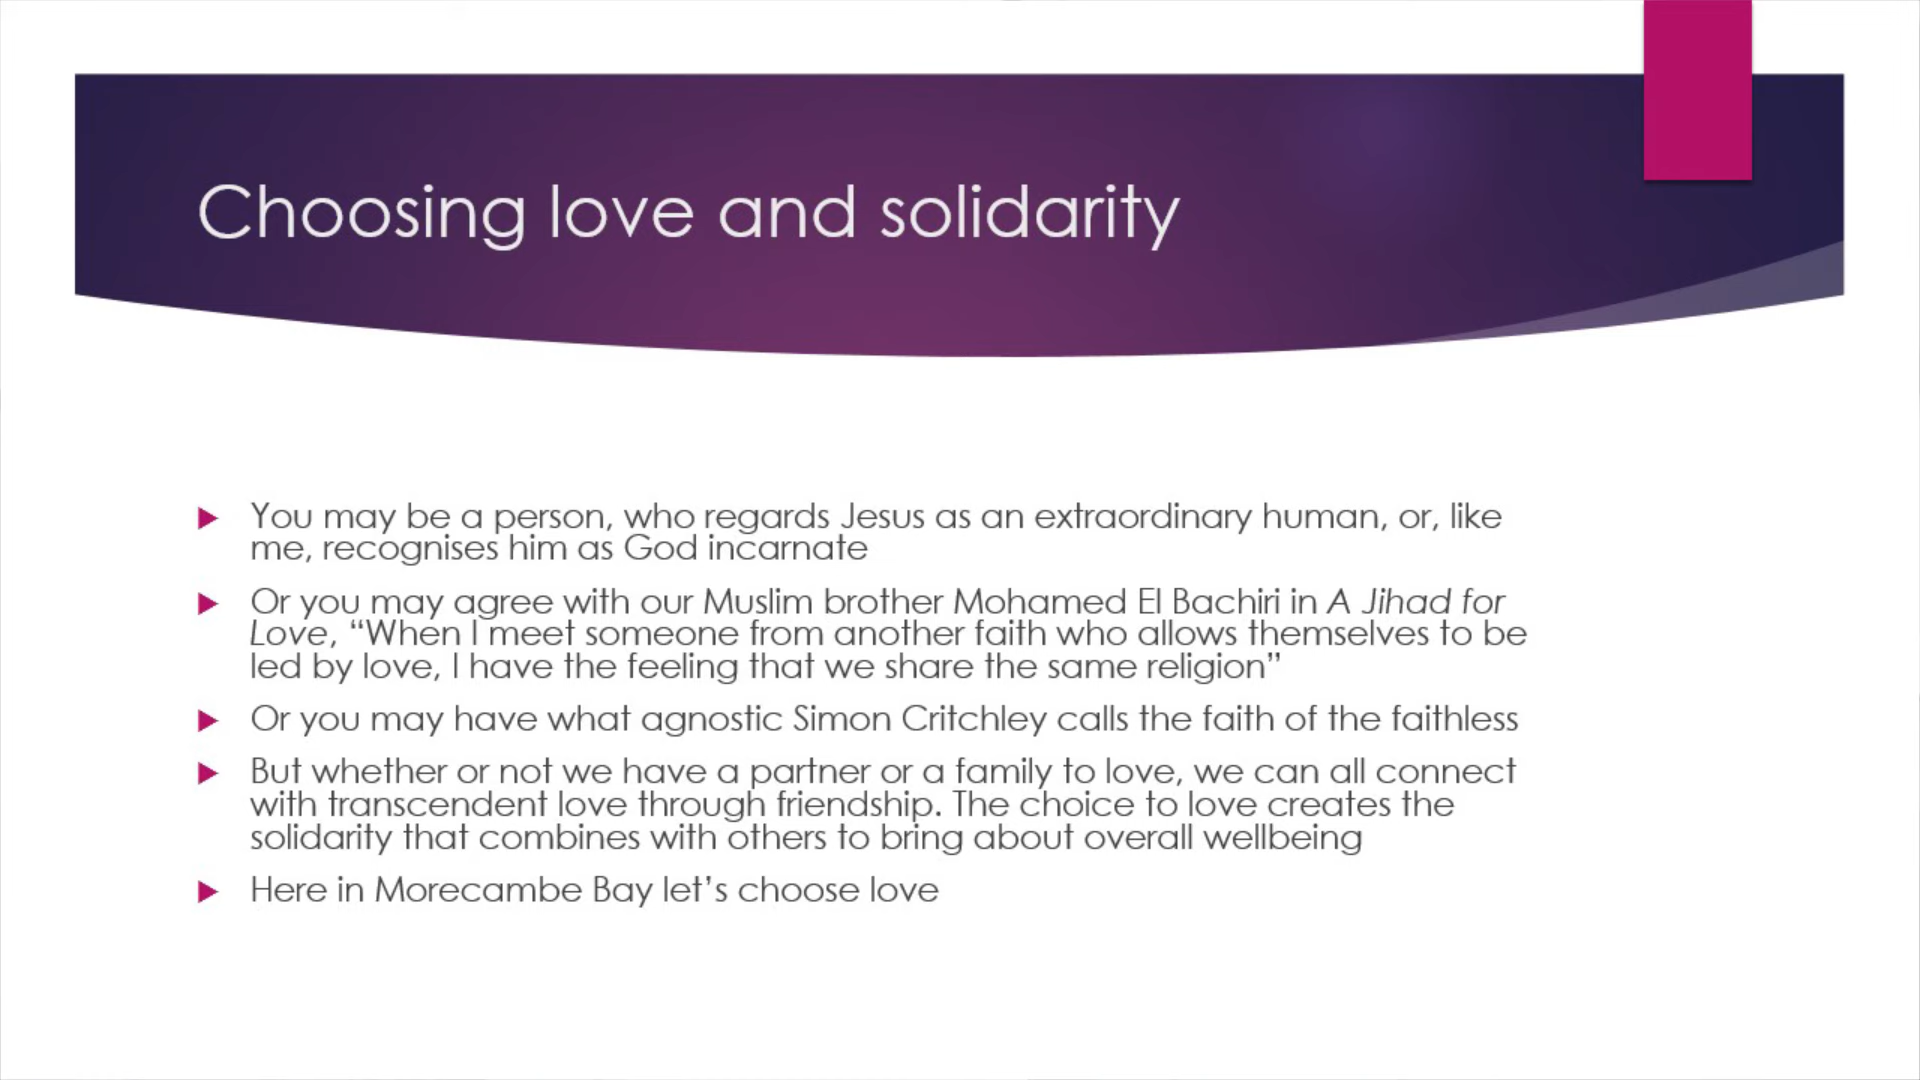 Choosing love and solidarity
You may be a person, who regards Jesus as an extraordinary human, or, like
me, recognises him as God incarnate
Or you may agree with our Muslim brother Mohamed El Bachiri in A Jihad for
Love, “When I meet someone from another faith who allows themselves to be
led by love, I have the feeling that we share the same religion”
Or you may have what agnostic Simon Critchley calls the faith of the faithless
But whether or not we have a partner or a family to love, we can all connect
with transcendent love through friendship. The choice to love creates the
solidarity that combines with others to bring about overall wellbeing
Here in Morecambe Bay let’s choose love